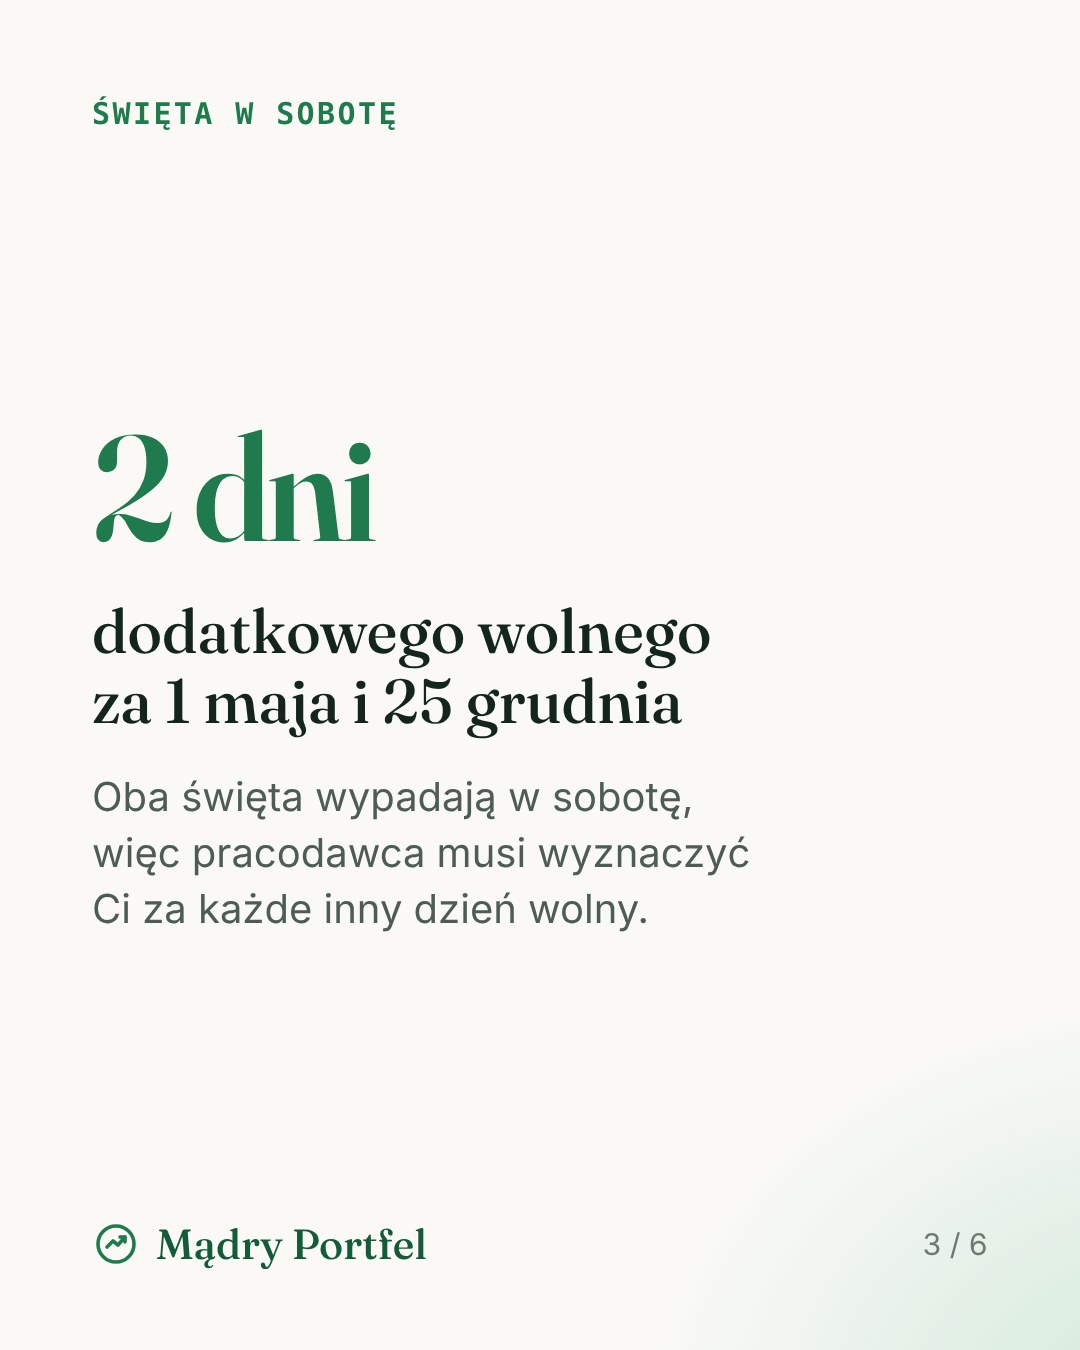 ŚWIĘTA W SOBOTĘ
2 dni
dodatkowego wolnego
za 1 maja i 25 grudnia
Oba święta wypadają w sobotę,
więc pracodawca musi wyznaczyć
Ci za każde inny dzień wolny.
Mądry Portfel
3 / 6